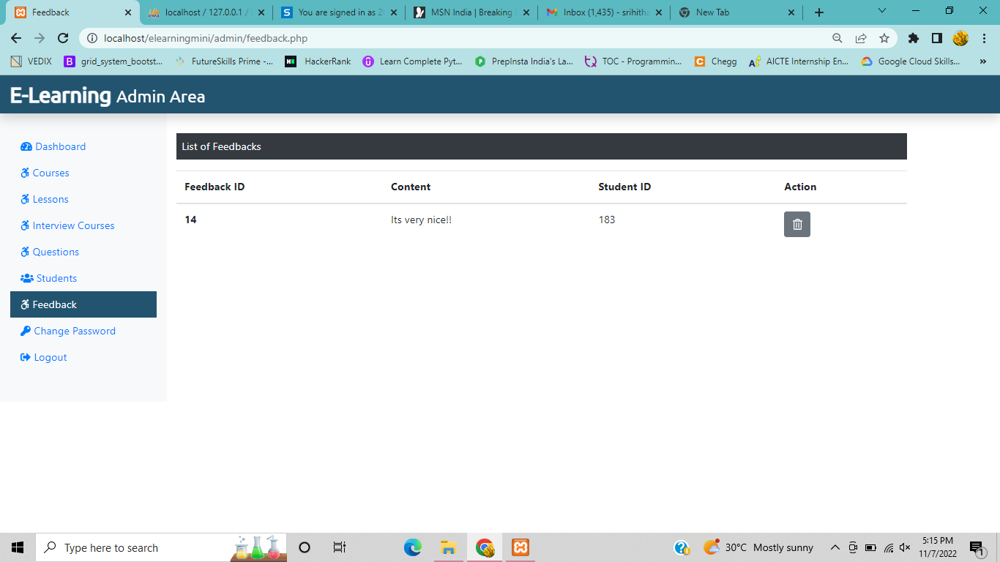 Feedback
localhost / 127.0.0.1 /
You are signed in as 2
MSN India | Breaking
Inbox (1,435) - srihitha
New Tab
localhost/elearningmini/admin/feedback.php
VEDIX
grid_system_bootst...
FutureSkills Prime -...
HackerRank
Learn Complete Pyt...
PrepInsta India's La...
TOC - Programmin...
Chegg
AICTE Internship En...
Google Cloud Skills...
»
E-Learning Admin Area
Dashboard
Courses
Lessons
Interview Courses
Questions
Students
Feedback
Change Password
Logout
List of Feedbacks
Feedback ID Content Student ID Action
14 Its very nice!! 183
Type here to search
30°C Mostly sunny
5:15 PM
11/7/2022
1